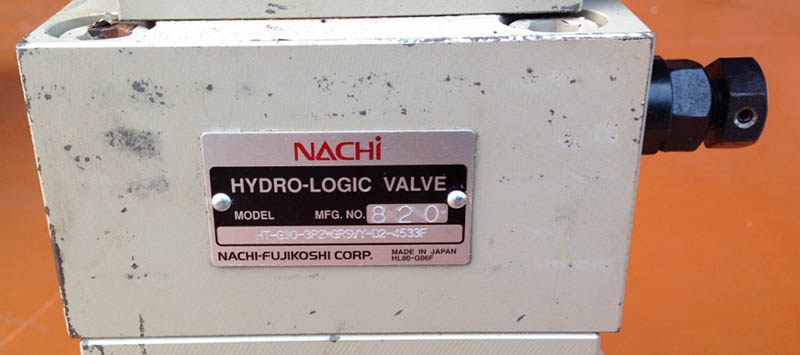 NACHi
HYDRO-LOGIC VALVE
MODEL MFG. NO. 820
NACHI-FUJIKOSHI CORP. MADE IN JAPAN
HL80-G06F